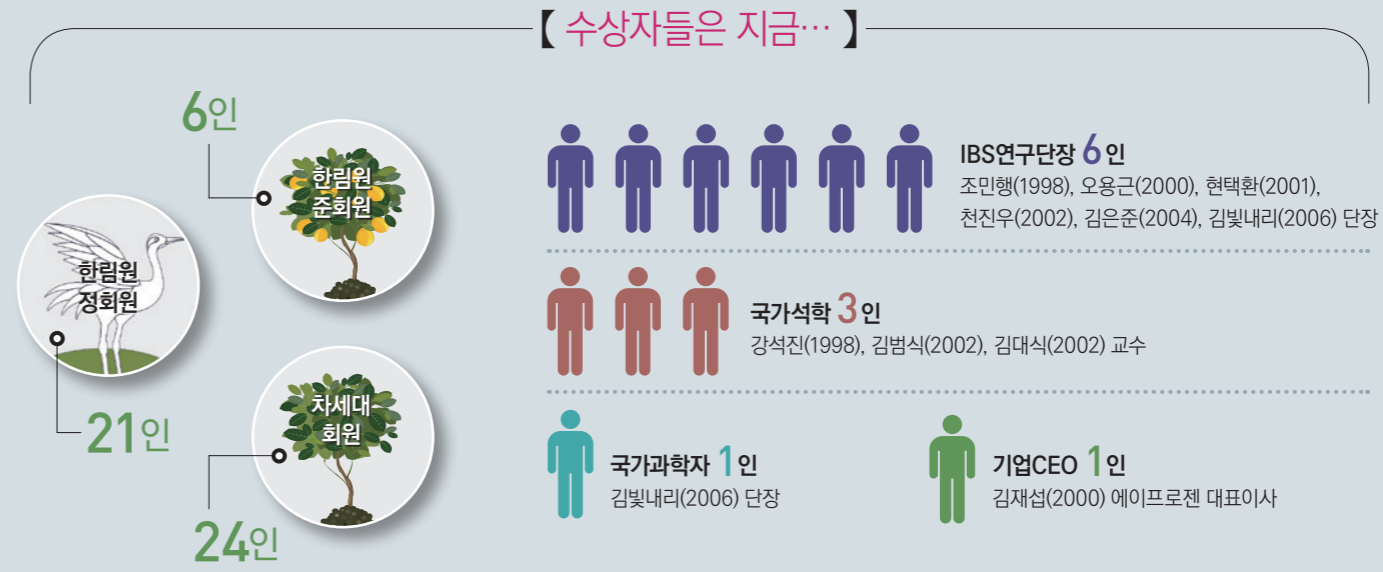 【 수상자들은 지금… 】
6인
한림원
준회원
한림원
정회원
21인
차세대
회원
24인
IBS연구단장 6인
조민행(1998), 오용근(2000), 현택환(2001),
천진우(2002), 김은준(2004), 김빛내리(2006) 단장
국가석학 3인
강석진(1998), 김범식(2002), 김대식(2002) 교수
국가과학자 1인
김빛내리(2006) 단장
기업CEO 1인
김재섭(2000) 에이프로젠 대표이사